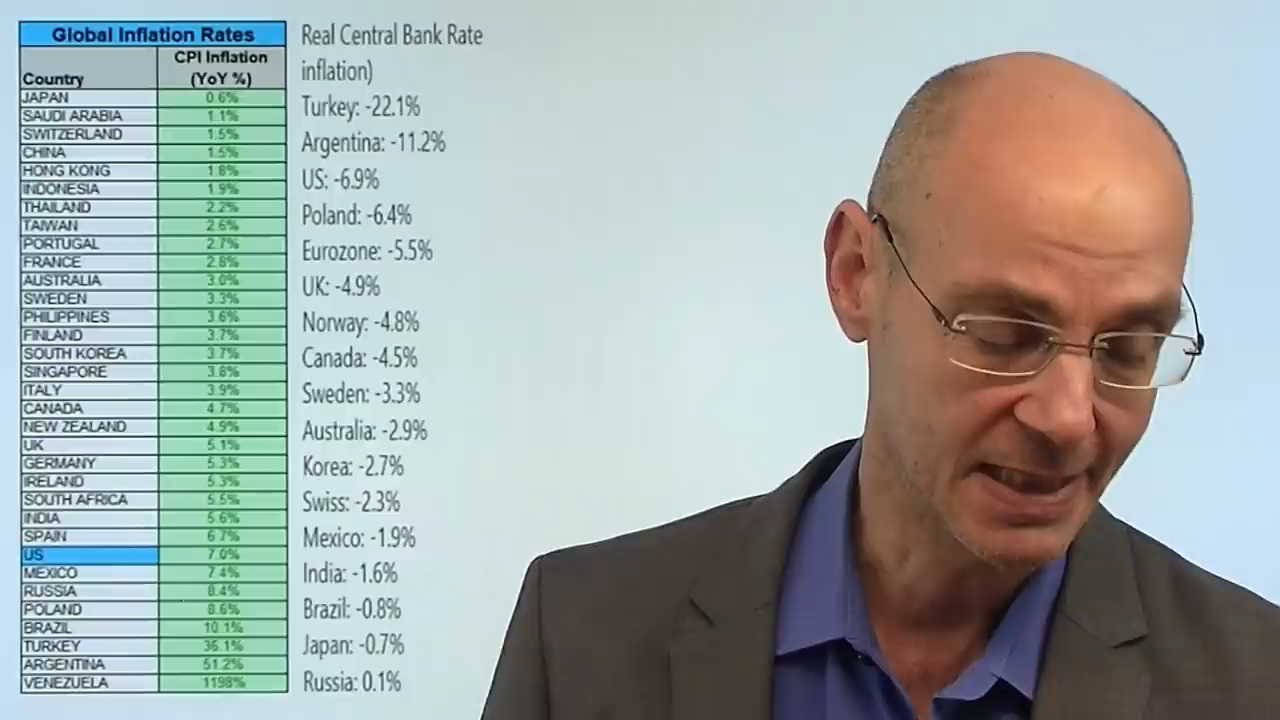 Global Inflation Rates
Country CPI Inflation (YoY %)
JAPAN 0.6%
SAUDI ARABIA 1.1%
SWITZERLAND 1.5%
CHINA 1.5%
HONG KONG 1.8%
INDONESIA 1.9%
THAILAND 2.2%
TAIWAN 2.6%
PORTUGAL 2.7%
FRANCE 2.8%
AUSTRALIA 3.0%
SWEDEN 3.3%
PHILIPPINES 3.6%
FINLAND 3.7%
SOUTH KOREA 3.7%
SINGAPORE 3.8%
ITALY 3.9%
CANADA 4.7%
NEW ZEALAND 4.9%
UK 5.1%
GERMANY 5.3%
IRELAND 5.3%
SOUTH AFRICA 5.5%
INDIA 5.6%
SPAIN 6.7%
US 7.0%
MEXICO 7.4%
RUSSIA 8.4%
POLAND 8.6%
BRAZIL 10.1%
TURKEY 36.1%
ARGENTINA 51.2%
VENEZUELA 1198%
Real Central Bank Rate
inflation)
Turkey: -22.1%
Argentina: -11.2%
US: -6.9%
Poland: -6.4%
Eurozone: -5.5%
UK: -4.9%
Norway: -4.8%
Canada: -4.5%
Sweden: -3.3%
Australia: -2.9%
Korea: -2.7%
Swiss: -2.3%
Mexico: -1.9%
India: -1.6%
Brazil: -0.8%
Japan: -0.7%
Russia: 0.1%